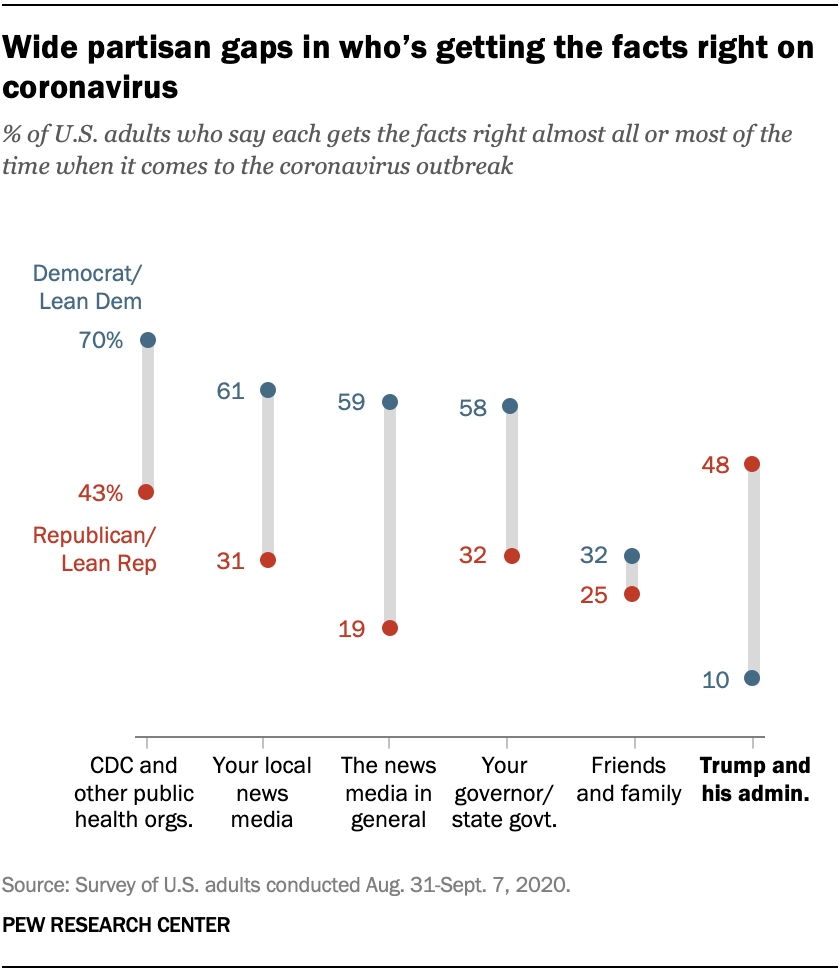 Wide partisan gaps in who's getting the facts right on
coronavirus
% of U.S. adults who say each gets the facts right almost all or most of the
time when it comes to the coronavirus outbreak
Democrat/
Lean Dem
70%
61
59
58
48
43%
Republican/
Lean Rep
31
32
32
25
19
10
CDC and
other public
health orgs.
Your local
news
media
The news
media in
general
Your
governor/
state govt.
Friends
and family
Trump and
his admin.
Source: Survey of U.S. adults conducted Aug. 31-Sept. 7, 2020.
PEW RESEARCH CENTER